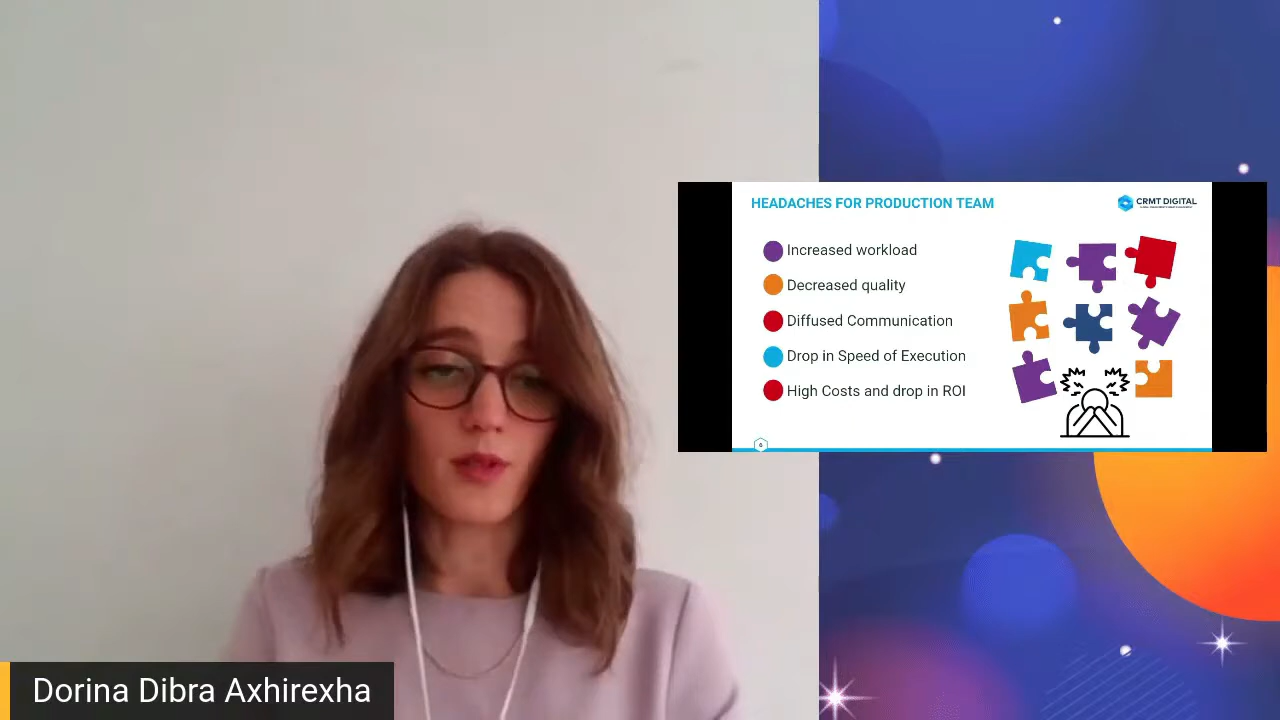 HEADACHES FOR PRODUCTION TEAM
CRMT DIGITAL
Increased workload
Decreased quality
Diffused Communication
Drop in Speed of Execution
High Costs and drop in ROI
6
Dorina Dibra Axhirexha